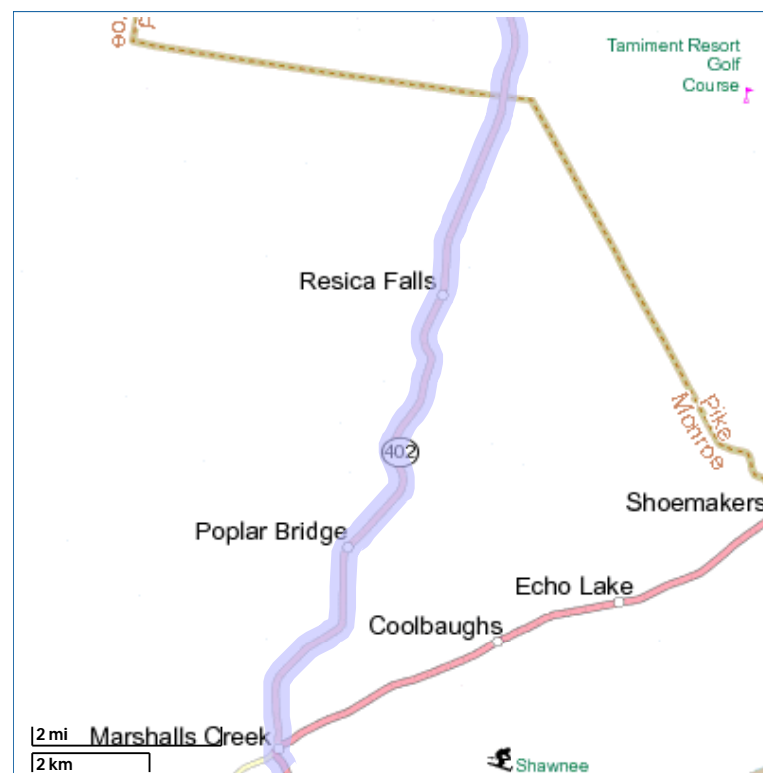 Tamiment Resort
Golf
Course
Resica Falls
Pike
Monroe
402
Shoemakers
Poplar Bridge
Echo Lake
Coolbaughs
Marshalls Creek
2 mi
2 km
Shawnee